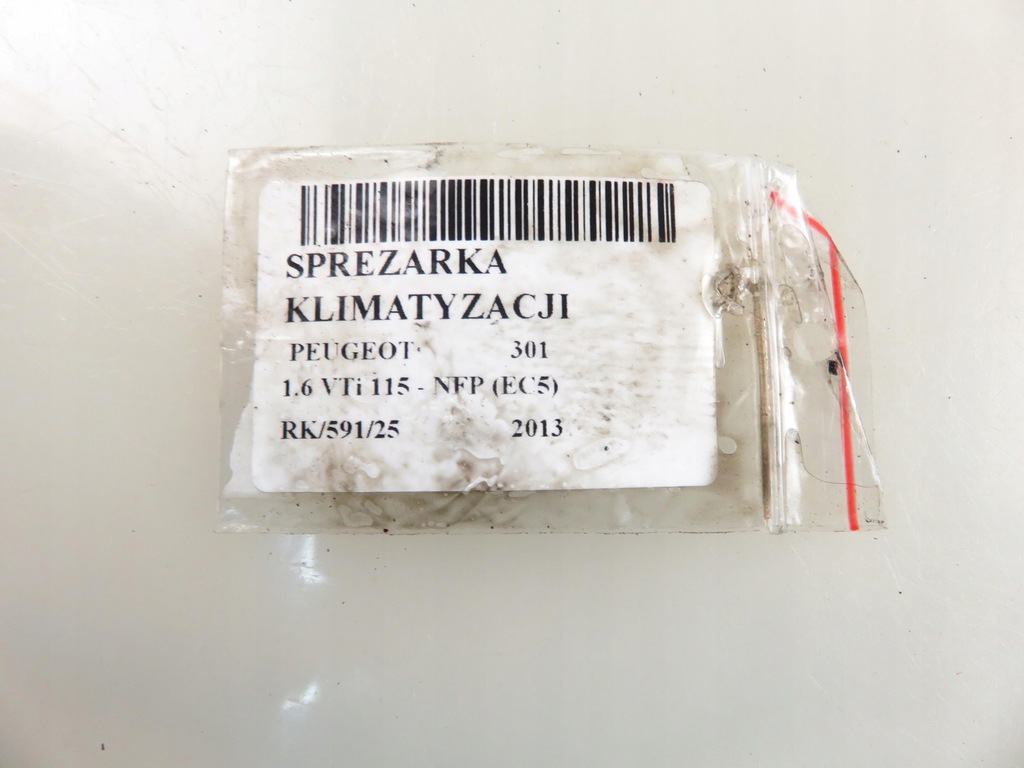 SPREZARKA
KLIMATYZACJI
PEUGEOT 301
1.6 VTi 115 - NFP (EC5)
RK/591/25 2013